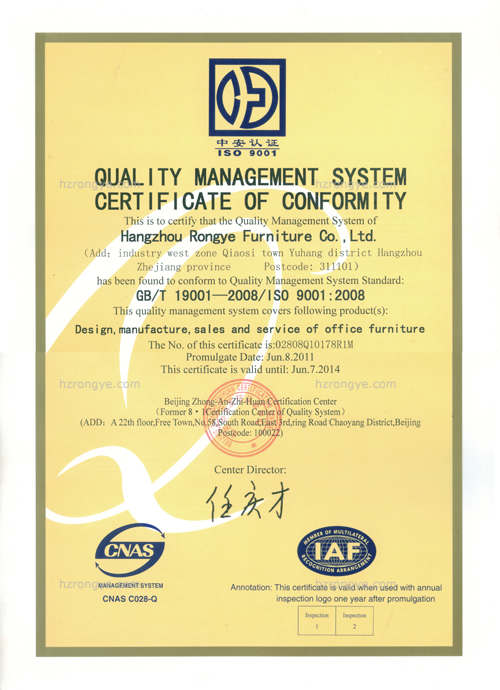 中安认证
ISO 9001
QUALITY MANAGEMENT SYSTEM
CERTIFICATE OF CONFORMITY
hzrongye.com hzrongye.com
This is to certify that the Quality Management System of
Hangzhou Rongye Furniture Co.,Ltd.
(Add: industry west zone Qiaosi town Yuhang district Hangzhou
Zhejiang province Postcode: 311101)
has been found to conform to Quality Management System Standard:
GB/T 19001—2008/ISO 9001:2008
This quality management system covers following product(s):
Design,manufacture,sales and service of office furniture
The No. of this certificate is:02808Q10178R1M
Promulgate Date: Jun.8.2011
This certificate is valid until: Jun.7.2014
hzrongye.com hzrongye.com
Beijing Zhong-An-Zhi-Huan Certification Center
(Former 8·1Certification Center of Quality System)
(ADD: A 22th floor,Free Town,No.58,South Road,East 3rd,ring Road Chaoyang District,Beijing
Postcode: 100022)
Center Director:
任庆才
CNAS
MANAGEMENT SYSTEM
CNAS C028-Q
MEMBER OF MULTILATERAL
IAF
RECOGNITION ARRANGEMENT
hzrongye.com hzrongye.com
Annotation: This certificate is valid when used with annual
inspection logo one year after promulgation
Inspection Inspection
1 2